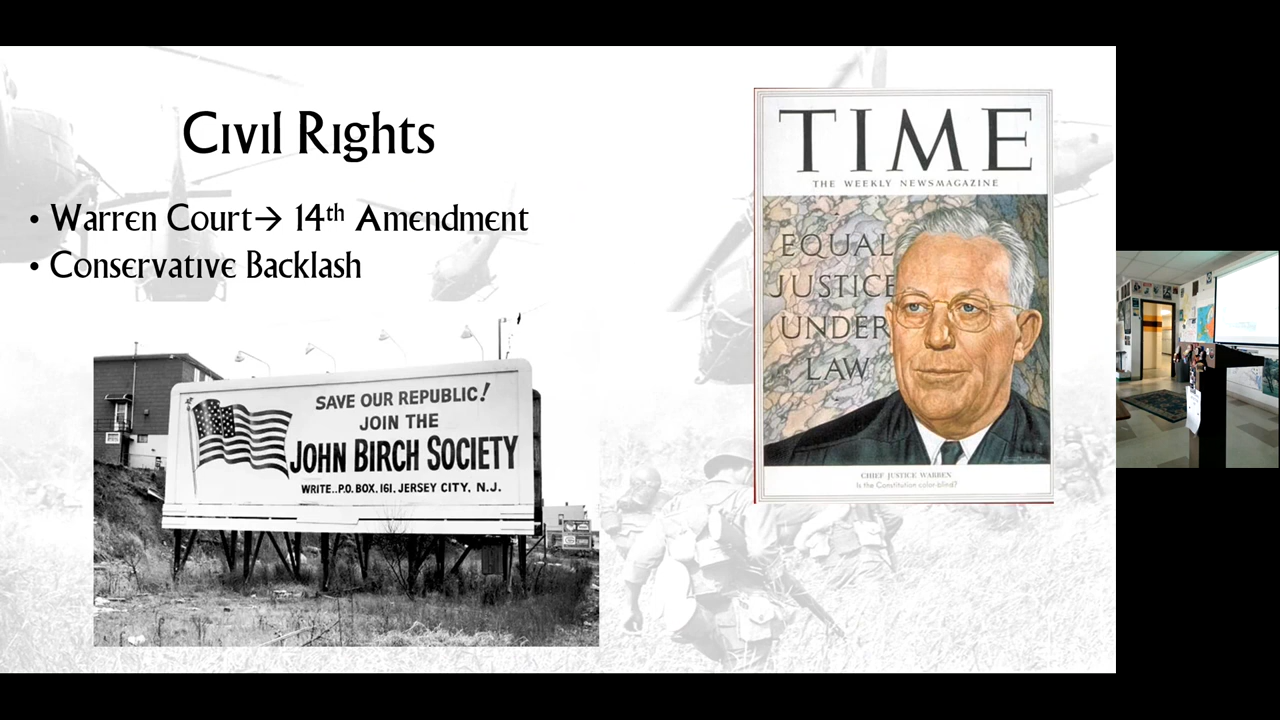 Civil Rights
• Warren Court→ 14th Amendment
• Conservative Backlash
SAVE OUR REPUBLIC!
JOIN THE
JOHN BIRCH SOCIETY
WRITE..P.O. BOX, 161, JERSEY CITY, N.J.
TIME
THE WEEKLY NEWSMAGAZINE
EQUAL
JUSTICE
UNDER
LAW
CHIEF JUSTICE WARREN
Is the Constitution color-blind?